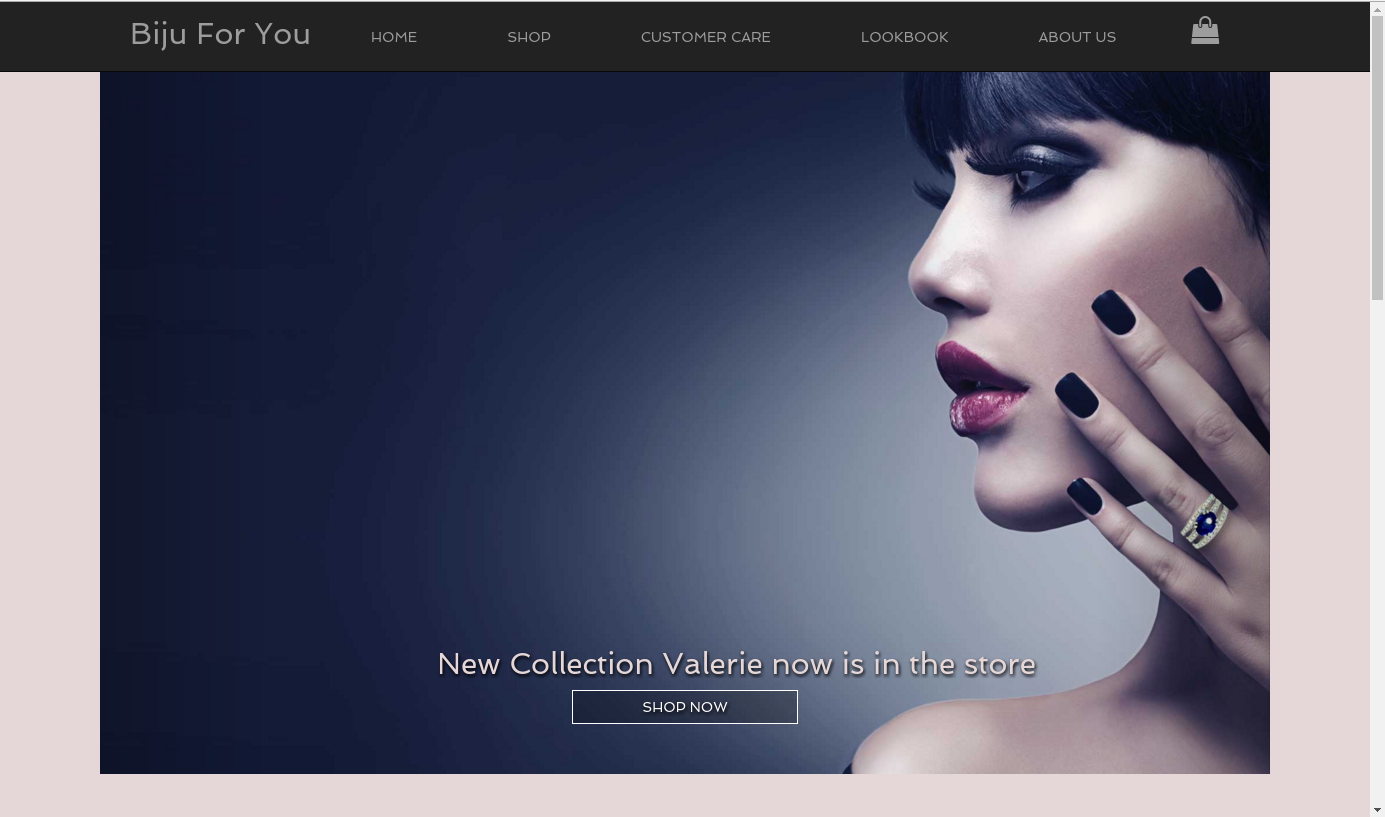 Biju For You
HOME
SHOP
CUSTOMER CARE
LOOKBOOK
ABOUT US
New Collection Valerie now is in the store
SHOP NOW